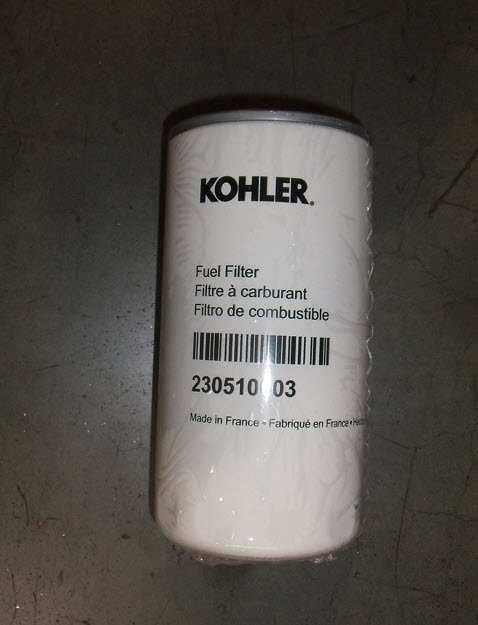 KOHLER.
Fuel Filter
Filtre à carburant
Filtro de combustible
Made in France • Fabriqué en France •